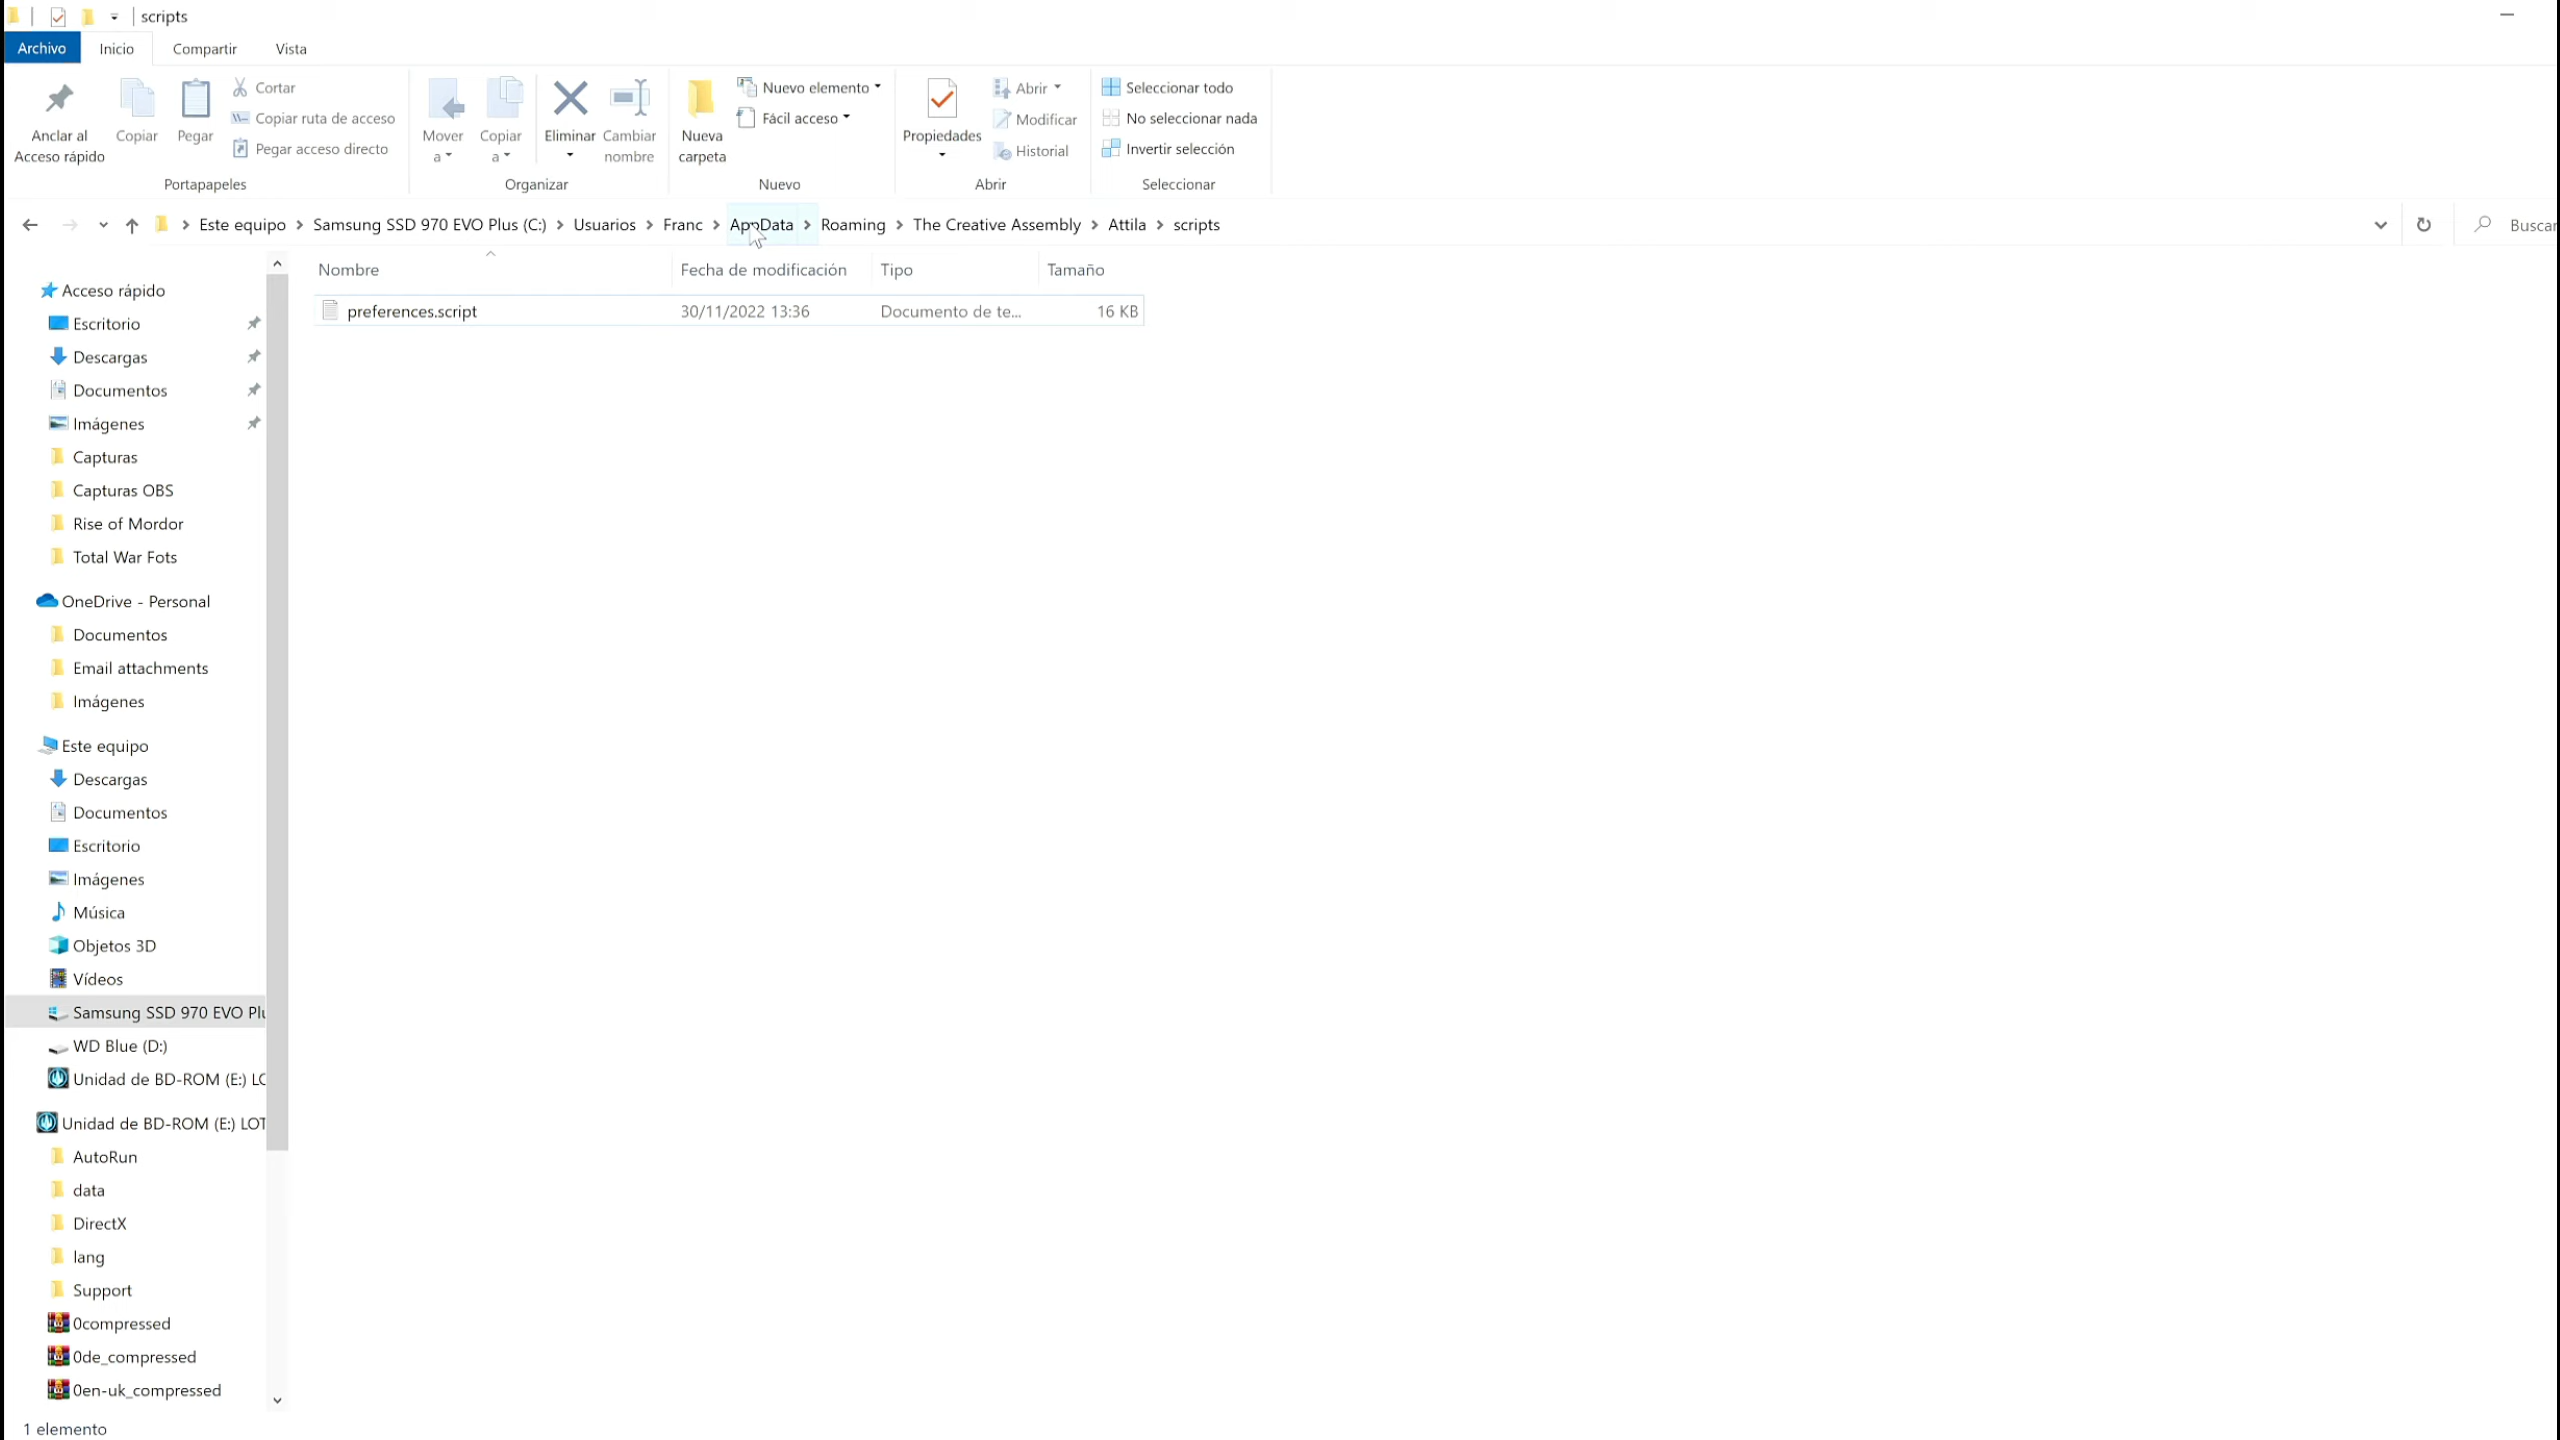 scripts
Archivo Inicio Compartir Vista
Anclar al Acceso rápido
Copiar
Pegar
Cortar
Copiar ruta de acceso
Pegar acceso directo
Portapapeles
Mover a
Copiar a
Eliminar
Cambiar nombre
Organizar
Nueva carpeta
Nuevo elemento
Fácil acceso
Nuevo
Propiedades
Abrir
Modificar
Historial
Abrir
Seleccionar todo
No seleccionar nada
Invertir selección
Seleccionar
Este equipo > Samsung SSD 970 EVO Plus (C:) > Usuarios > Franc > AppData > Roaming > The Creative Assembly > Attila > scripts
Buscar
Nombre Fecha de modificación Tipo Tamaño
preferences.script 30/11/2022 13:36 Documento de te... 16 KB
Acceso rápido
Escritorio
Descargas
Documentos
Imágenes
Capturas
Capturas OBS
Rise of Mordor
Total War Fots
OneDrive - Personal
Documentos
Email attachments
Imágenes
Este equipo
Descargas
Documentos
Escritorio
Imágenes
Música
Objetos 3D
Vídeos
Samsung SSD 970 EVO Plu
WD Blue (D:)
Unidad de BD-ROM (E:) LO
Unidad de BD-ROM (E:) LOT
AutoRun
data
DirectX
lang
Support
0compressed
0de_compressed
0en-uk_compressed
1 elemento